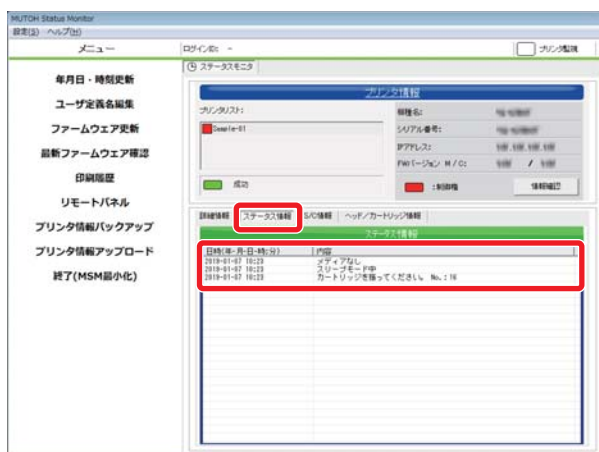 MUTOH Status Monitor
設定(S) ヘルプ(H)
メニュー
ログインID: -
プリンタ監視
ステータスモニタ
年月日・時刻更新
ユーザ定義名編集
ファームウェア更新
最新ファームウェア確認
印刷履歴
リモートパネル
プリンタ情報バックアップ
プリンタ情報アップロード
終了(MSM最小化)
プリンタ情報
プリンタリスト:
Sample-01
成功
機種名:
シリアル番号:
IPアドレス:
FWバージョン M / C:
/
:制御権
情報確認
詳細情報 ステータス情報 S/C情報 ヘッド/カートリッジ情報
ステータス情報
日時(年-月-日-時:分) 内容
2019-01-07 10:23 メディアなし
2019-01-07 10:23 スリープモード中
2019-01-07 10:23 カートリッジを振ってください。 No.:16